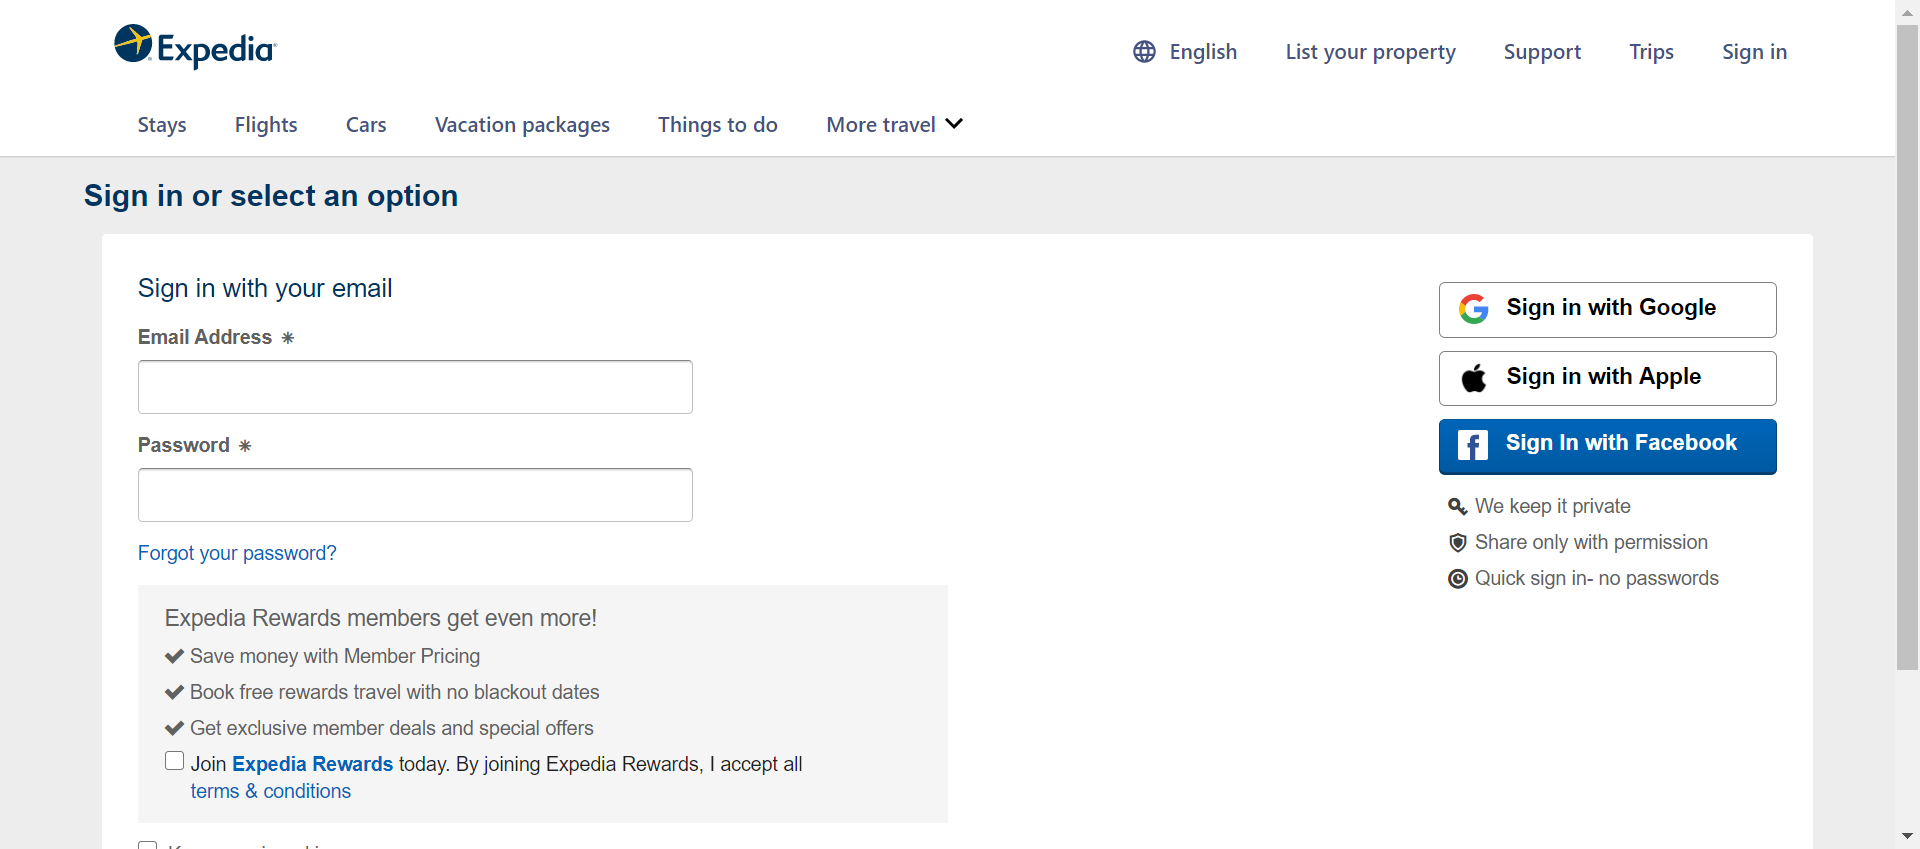 Expedia
English
List your property
Support
Trips
Sign in
Stays
Flights
Cars
Vacation packages
Things to do
More travel
Sign in or select an option
Sign in with your email
Email Address *
Password *
Forgot your password?
Expedia Rewards members get even more!
Save money with Member Pricing
Book free rewards travel with no blackout dates
Get exclusive member deals and special offers
Join Expedia Rewards today. By joining Expedia Rewards, I accept all
terms & conditions
Sign in with Google
Sign in with Apple
Sign In with Facebook
We keep it private
Share only with permission
Quick sign in- no passwords